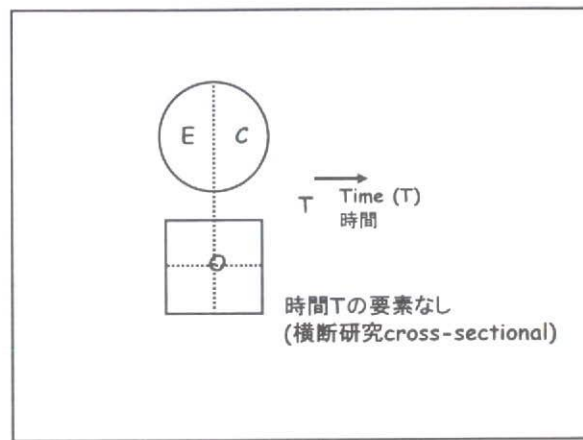 E C
T Time (T)
時間
O
時間Tの要素なし
(横断研究cross-sectional)